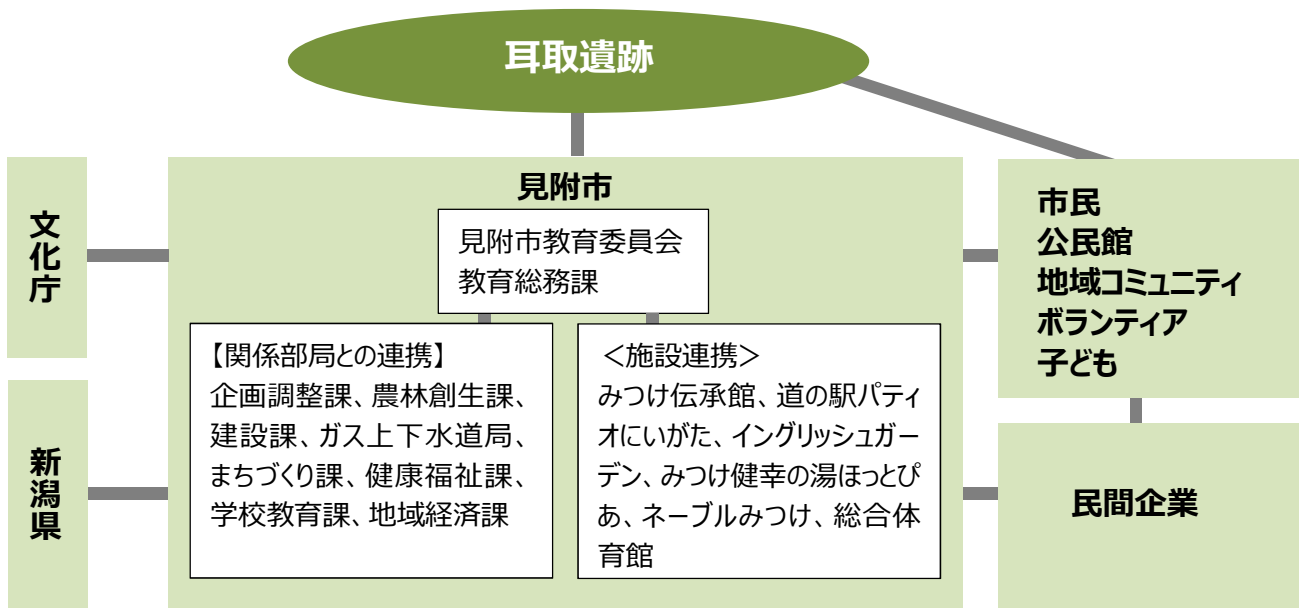 耳取遺跡
文化庁
新潟県
見附市
見附市教育委員会
教育総務課
【関係部局との連携】
企画調整課、農林創生課、
建設課、ガス上下水道局、
まちづくり課、健康福祉課、
学校教育課、地域経済課
＜施設連携＞
みつけ伝承館、道の駅パティ
オにいがた、イングリッシュガー
デン、みつけ健幸の湯ほっとぴ
あ、ネーブルみつけ、総合体
育館
市民
公民館
地域コミュニティ
ボランティア
子ども
民間企業